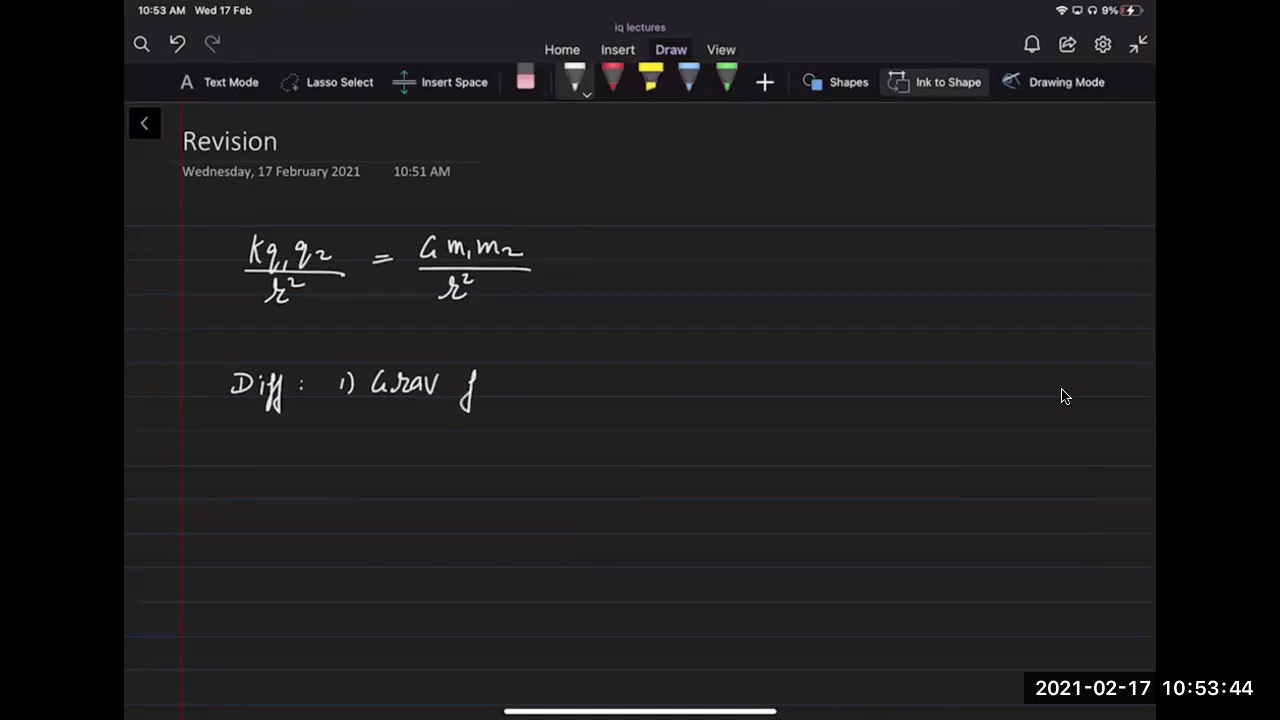 10:53 AM Wed 17 Feb 9%
iq lectures
Home Insert Draw View
A Text Mode Lasso Select Insert Space Shapes Ink to Shape Drawing Mode
Revision
Wednesday, 17 February 2021 10:51 AM
Kq₁q₂/r² = Gm₁m₂/r²
Diff : 1) Grav f
2021-02-17 10:53:44